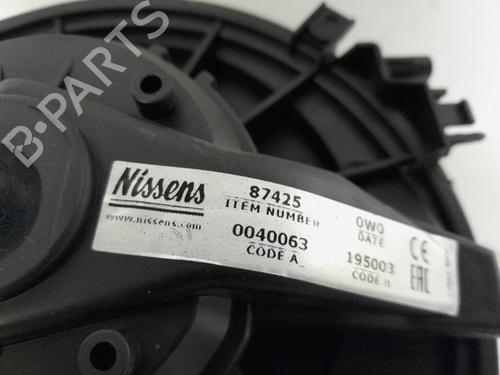 B·PARTS
Nissens
www.nissens.com
87425
ITEM NUMBER
0W0
DATE
0040063
CODE A
195003
CODE B
CE
EAC